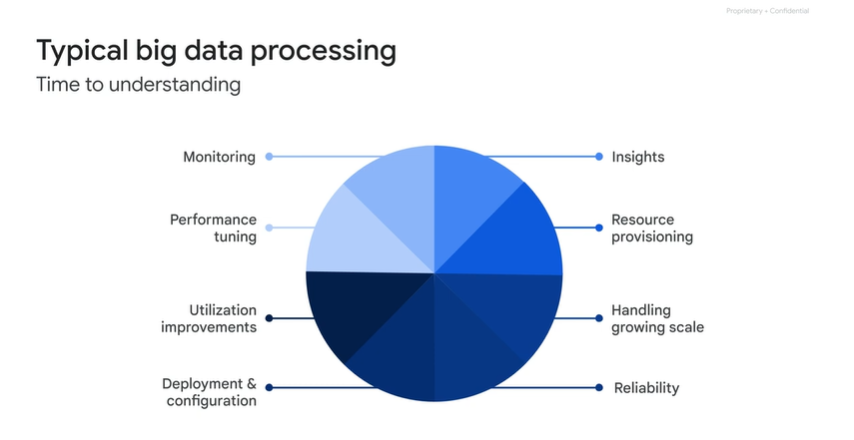 Proprietary + Confidential
Typical big data processing
Time to understanding
Monitoring
Insights
Performance
tuning
Resource
provisioning
Utilization
improvements
Handling
growing scale
Deployment &
configuration
Reliability